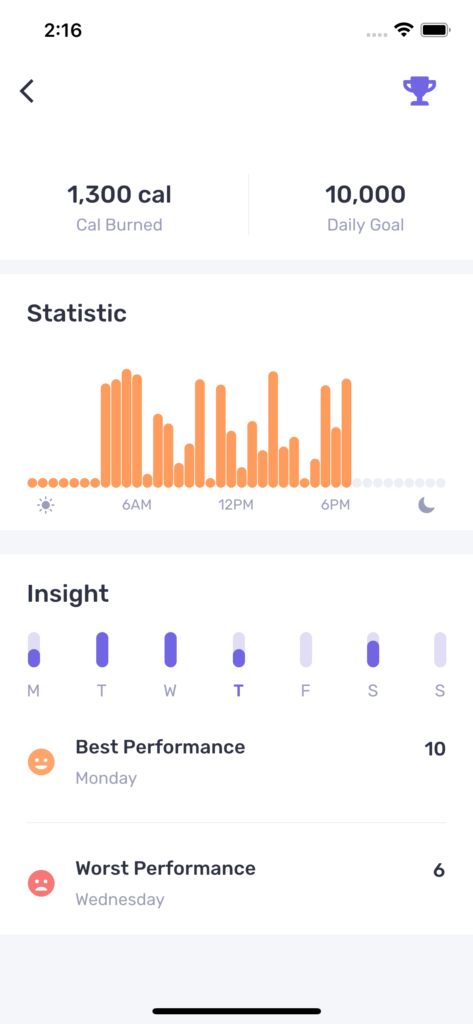 2:16
1,300 cal
Cal Burned
10,000
Daily Goal
Statistic
6AM 12PM 6PM
Insight
M T W T F S S
Best Performance 10
Monday
Worst Performance 6
Wednesday